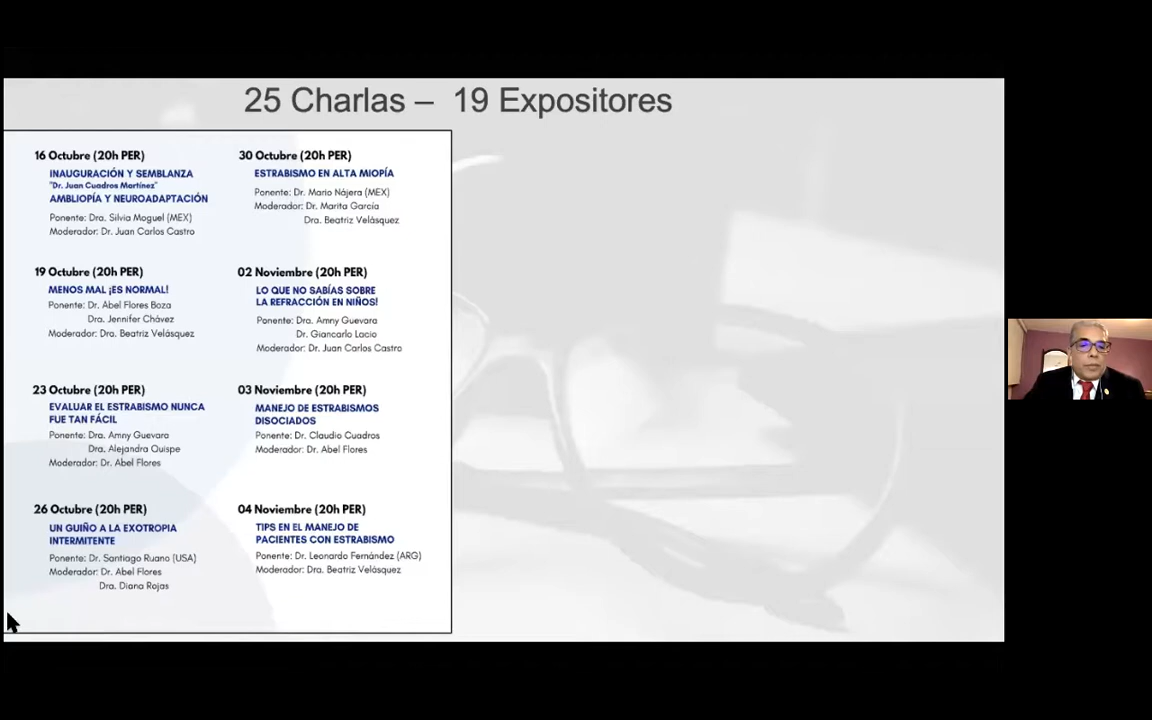 25 Charlas – 19 Expositores
16 Octubre (20h PER)
INAUGURACIÓN Y SEMBLANZA
"Dr. Juan Cuadros Martínez"
AMBLIOPÍA Y NEUROADAPTACIÓN
Ponente: Dra. Silvia Moguel (MEX)
Moderador: Dr. Juan Carlos Castro
19 Octubre (20h PER)
MENOS MAL ¡ES NORMAL!
Ponente: Dr. Abel Flores Boza
Dra. Jennifer Chávez
Moderador: Dra. Beatriz Velásquez
23 Octubre (20h PER)
EVALUAR EL ESTRABISMO NUNCA
FUE TAN FÁCIL
Ponente: Dra. Amny Guevara
Dra. Alejandra Quispe
Moderador: Dr. Abel Flores
26 Octubre (20h PER)
UN GUIÑO A LA EXOTROPIA
INTERMITENTE
Ponente: Dr. Santiago Ruano (USA)
Moderador: Dr. Abel Flores
Dra. Diana Rojas
30 Octubre (20h PER)
ESTRABISMO EN ALTA MIOPÍA
Ponente: Dr. Mario Nájera (MEX)
Moderador: Dr. Marita García
Dra. Beatriz Velásquez
02 Noviembre (20h PER)
LO QUE NO SABÍAS SOBRE
LA REFRACCIÓN EN NIÑOS!
Ponente: Dra. Amny Guevara
Dr. Giancarlo Lacio
Moderador: Dr. Juan Carlos Castro
03 Noviembre (20h PER)
MANEJO DE ESTRABISMOS
DISOCIADOS
Ponente: Dr. Claudio Cuadros
Moderador: Dr. Abel Flores
04 Noviembre (20h PER)
TIPS EN EL MANEJO DE
PACIENTES CON ESTRABISMO
Ponente: Dr. Leonardo Fernández (ARG)
Moderador: Dra. Beatriz Velásquez